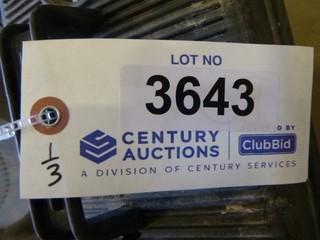 LOT NO
3643
CENTURY
AUCTIONS
D BY
ClubBid
A DIVISION OF CENTURY SERVICES
1/3